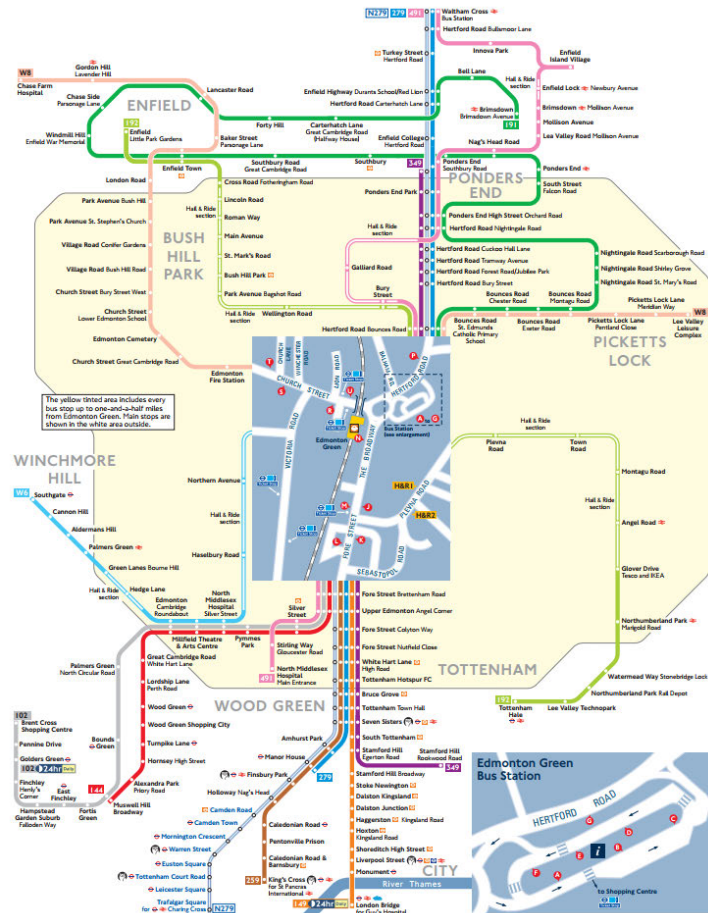 N279 279 491
Waltham Cross
Bus Station
Hertford Road Bullsmoor Lane
Turkey Street
Hertford Road
Innova Park
Enfield
Island Village
W8
Gordon Hill
Lavender Hill
Chase Farm
Hospital
Lancaster Road
Bell Lane
Hail & Ride
section
Enfield Lock Newbury Avenue
Chase Side
Parsonage Lane
ENFIELD
Enfield Highway Durants School/Red Lion
Hertford Road Carterhatch Lane
Brimsdown
Brimsdown Avenue
Brimsdown Mollison Avenue
192
191
Mollison Avenue
Windmill Hill
Enfield War Memorial
Enfield
Little Park Gardens
Baker Street
Parsonage Lane
Forty Hill
Carterhatch Lane
Great Cambridge Road
(Halfway House)
Enfield College
Hertford Road
Lea Valley Road Mollison Avenue
Nag's Head Road
Enfield Town
Southbury Road
Great Cambridge Road
Southbury
349
Ponders End
Southbury Road
Ponders End
London Road
Cross Road Fotheringham Road
PONDERS
END
South Street
Falcon Road
Park Avenue Bush Hill
Hail & Ride
section
Lincoln Road
Roman Way
Ponders End Park
Park Avenue St. Stephen's Church
BUSH
HILL
PARK
Main Avenue
Hail & Ride
section
Ponders End High Street Orchard Road
Hertford Road Nightingale Road
Village Road Conifer Gardens
St. Mark's Road
Hertford Road Cuckoo Hall Lane
Nightingale Road Scarborough Road
Village Road Bush Hill Road
Bush Hill Park
Galliard Road
Hertford Road Tramway Avenue
Hertford Road Forest Road/Jubilee Park
Nightingale Road Shirley Grove
Church Street Bury Street West
Park Avenue Bagshot Road
Bury
Street
Hertford Road Bury Street
Nightingale Road St. Mary's Road
Church Street
Lower Edmonton School
Hail & Ride
section
Wellington Road
Bounces Road
Chester Road
Bounces Road
Montagu Road
Picketts Lock Lane
Meridian Way
W8
Edmonton Cemetery
Hertford Road Bounces Road
Bounces Road
St. Edmunds
Catholic Primary
School
Bounces Road
Exeter Road
Picketts Lock Lane
Pentland Close
Lee Valley
Leisure
Complex
PICKETTS
LOCK
Church Street Great Cambridge Road
Edmonton
Fire Station
The yellow tinted area includes every
bus stop up to one-and-a-half miles
from Edmonton Green. Main stops are
shown in the white area outside.
CHURCH
WINCHESTER
ROAD
LION ROAD
BALHAM RD.
HERTFORD ROAD
CHURCH STREET
VICTORIA ROAD
Edmonton
Green
Bus Station
(see enlargement)
THE BROADWAY
PLEVNA ROAD
H&R1
H&R2
FORE STREET
SEBASTOPOL
ROAD
T
S
R
U
P
A
G
N
M
J
L
K
WINCHMORE
HILL
W6
Southgate
Cannon Hill
Aldermans Hill
Palmers Green
Green Lanes Bourne Hill
Hail & Ride
section
Hedge Lane
Northern Avenue
Hail & Ride
section
Haselbury Road
Edmonton
Cambridge
Roundabout
North
Middlesex
Hospital
Silver Street
Silver
Street
Millfield Theatre
& Arts Centre
Pymmes
Park
Stirling Way
Gloucester Road
491
North Middlesex
Hospital
Main Entrance
Hail & Ride
section
Plevna
Road
Town
Road
Montagu Road
Hail & Ride
section
Angel Road
Glover Drive
Tesco and IKEA
Northumberland Park
Marigold Road
Watermead Way Stonebridge Lock
Northumberland Park Rail Depot
192
Tottenham
Hale
Lee Valley Technopark
Fore Street Brettenham Road
Upper Edmonton Angel Corner
Fore Street Colyton Way
Fore Street Nutfield Close
White Hart Lane
High Road
TOTTENHAM
Tottenham Hotspur FC
Bruce Grove
Tottenham Town Hall
Seven Sisters
South Tottenham
Stamford Hill
Egerton Road
Stamford Hill
Rookwood Road
349
Stamford Hill Broadway
Stoke Newington
Dalston Kingsland
Dalston Junction
Haggerston Kingsland Road
Hoxton
Kingsland Road
Shoreditch High Street
Liverpool Street
Monument
CITY
River Thames
149 24hr Daily
London Bridge
for Guy's Hospital
Palmers Green
North Circular Road
Great Cambridge Road
White Hart Lane
Lordship Lane
Perth Road
Wood Green
Wood Green Shopping City
WOOD GREEN
Turnpike Lane
Hornsey High Street
102
Brent Cross
Shopping Centre
Pennine Drive
Golders Green
102 24hr Daily
Bounds
Green
Finchley
Henly's
Corner
East
Finchley
144
Alexandra Park
Priory Road
Hampstead
Garden Suburb
Falloden Way
Fortis
Green
Muswell Hill
Broadway
Amhurst Park
Manor House
279
Finsbury Park
Holloway Nag's Head
Camden Road
Camden Town
Mornington Crescent
Warren Street
Euston Square
Tottenham Court Road
Leicester Square
Trafalgar Square
for Charing Cross
N279
Caledonian Road
Pentonville Prison
Caledonian Road &
Barnsbury
259
King's Cross
for St Pancras
International
Edmonton Green
Bus Station
HERTFORD ROAD
G
D
C
E
B
F
A
i
to Shopping Centre